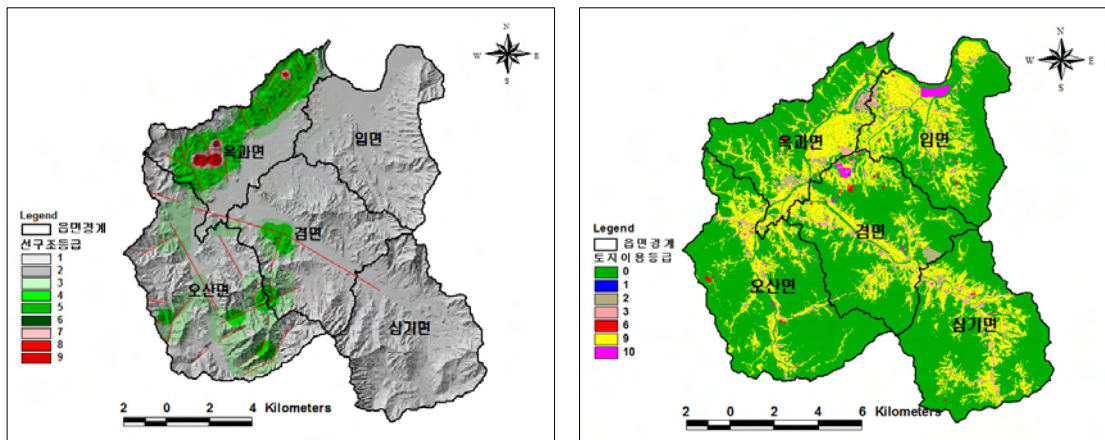 N
W E
S
옥과면
입면
겸면
오산면
삼기면
Legend
읍면경계
선구조등급
1
2
3
4
5
6
7
8
9
2 0 2 4 Kilometers
N
W E
S
옥과면
입면
겸면
오산면
삼기면
Legend
읍면경계
토지이용등급
0
1
2
3
6
9
10
2 0 2 4 6 Kilometers